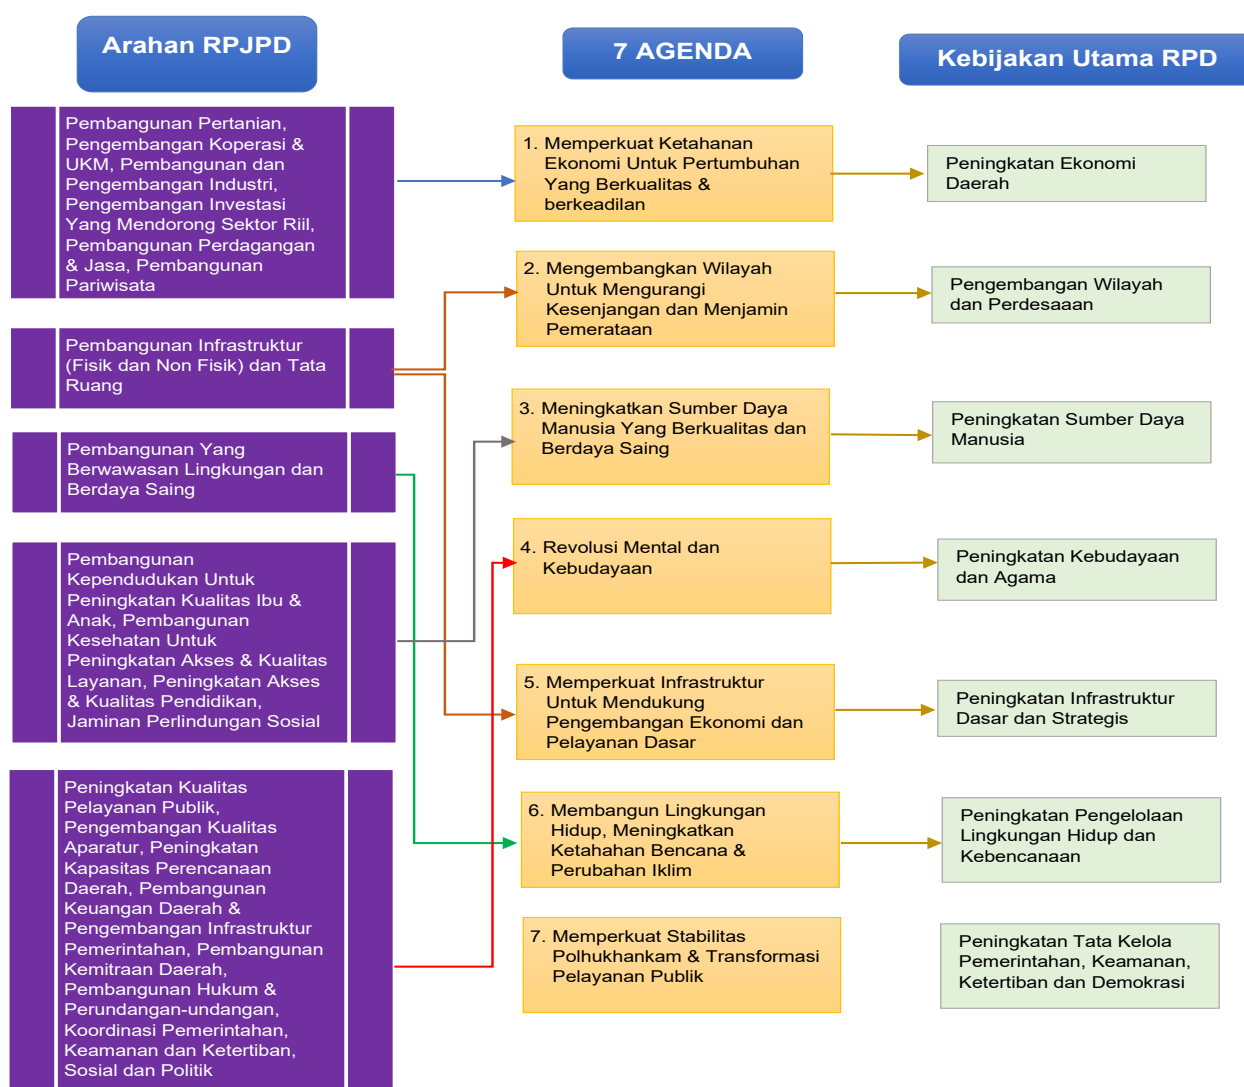 Arahan RPJPD
7 AGENDA
Kebijakan Utama RPD
Pembangunan Pertanian,
Pengembangan Koperasi &
UKM, Pembangunan dan
Pengembangan Industri,
Pengembangan Investasi
Yang Mendorong Sektor Riil,
Pembangunan Perdagangan
& Jasa, Pembangunan
Pariwisata
Pembangunan Infrastruktur
(Fisik dan Non Fisik) dan Tata
Ruang
Pembangunan Yang
Berwawasan Lingkungan dan
Berdaya Saing
Pembangunan
Kependudukan Untuk
Peningkatan Kualitas Ibu &
Anak, Pembangunan
Kesehatan Untuk
Peningkatan Akses & Kualitas
Layanan, Peningkatan Akses
& Kualitas Pendidikan,
Jaminan Perlindungan Sosial
Peningkatan Kualitas
Pelayanan Publik,
Pengembangan Kualitas
Aparatur, Peningkatan
Kapasitas Perencanaan
Daerah, Pembangunan
Keuangan Daerah &
Pengembangan Infrastruktur
Pemerintahan, Pembangunan
Kemitraan Daerah,
Pembangunan Hukum &
Perundangan-undangan,
Koordinasi Pemerintahan,
Keamanan dan Ketertiban,
Sosial dan Politik
1. Memperkuat Ketahanan
Ekonomi Untuk Pertumbuhan
Yang Berkualitas &
berkeadilan
2. Mengembangkan Wilayah
Untuk Mengurangi
Kesenjangan dan Menjamin
Pemerataan
3. Meningkatkan Sumber Daya
Manusia Yang Berkualitas dan
Berdaya Saing
4. Revolusi Mental dan
Kebudayaan
5. Memperkuat Infrastruktur
Untuk Mendukung
Pengembangan Ekonomi dan
Pelayanan Dasar
6. Membangun Lingkungan
Hidup, Meningkatkan
Ketahahan Bencana &
Perubahan Iklim
7. Memperkuat Stabilitas
Polhukhankam & Transformasi
Pelayanan Publik
Peningkatan Ekonomi
Daerah
Pengembangan Wilayah
dan Perdesaaan
Peningkatan Sumber Daya
Manusia
Peningkatan Kebudayaan
dan Agama
Peningkatan Infrastruktur
Dasar dan Strategis
Peningkatan Pengelolaan
Lingkungan Hidup dan
Kebencanaan
Peningkatan Tata Kelola
Pemerintahan, Keamanan,
Ketertiban dan Demokrasi